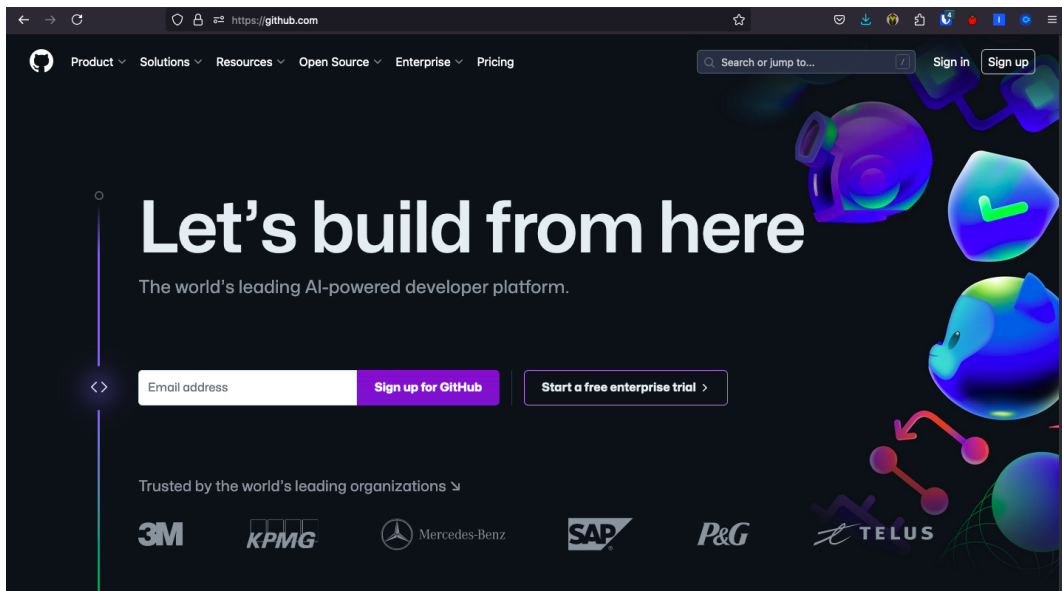 https://github.com
Product Solutions Resources Open Source Enterprise Pricing Search or jump to... / Sign in Sign up
Let's build from here
The world's leading AI-powered developer platform.
Email address Sign up for GitHub Start a free enterprise trial >
Trusted by the world's leading organizations ↘
3M KPMG Mercedes-Benz SAP P&G TELUS